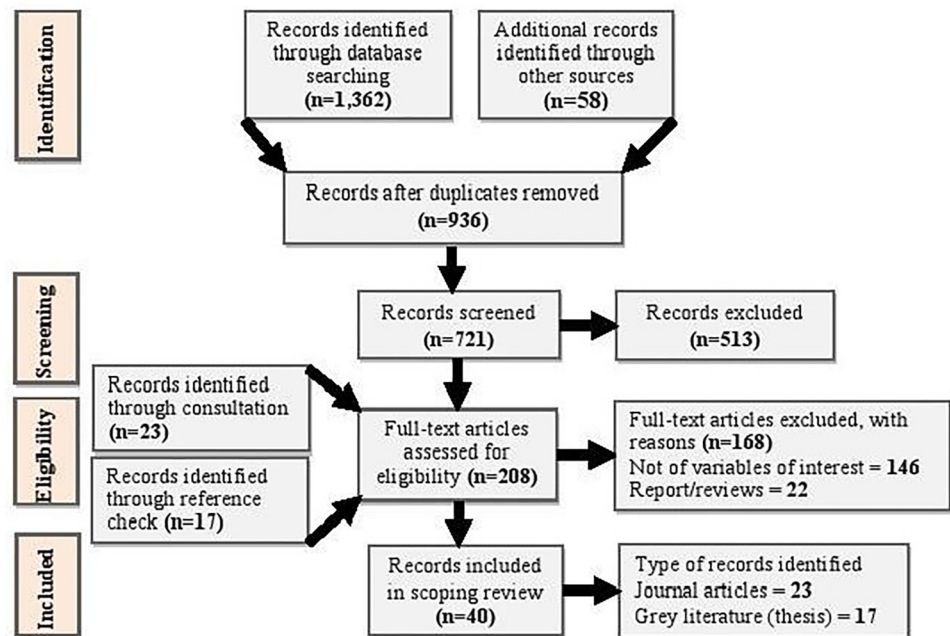 Identification
Records identified
through database
searching
(n=1,362)
Additional records
identified through
other sources
(n=58)
Records after duplicates removed
(n=936)
Screening
Records screened
(n=721)
Records excluded
(n=513)
Eligibility
Records identified
through consultation
(n=23)
Records identified
through reference
check (n=17)
Full-text articles
assessed for
eligibility (n=208)
Full-text articles excluded, with
reasons (n=168)
Not of variables of interest = 146
Report/reviews = 22
Included
Records included
in scoping review
(n=40)
Type of records identified
Journal articles = 23
Grey literature (thesis) = 17